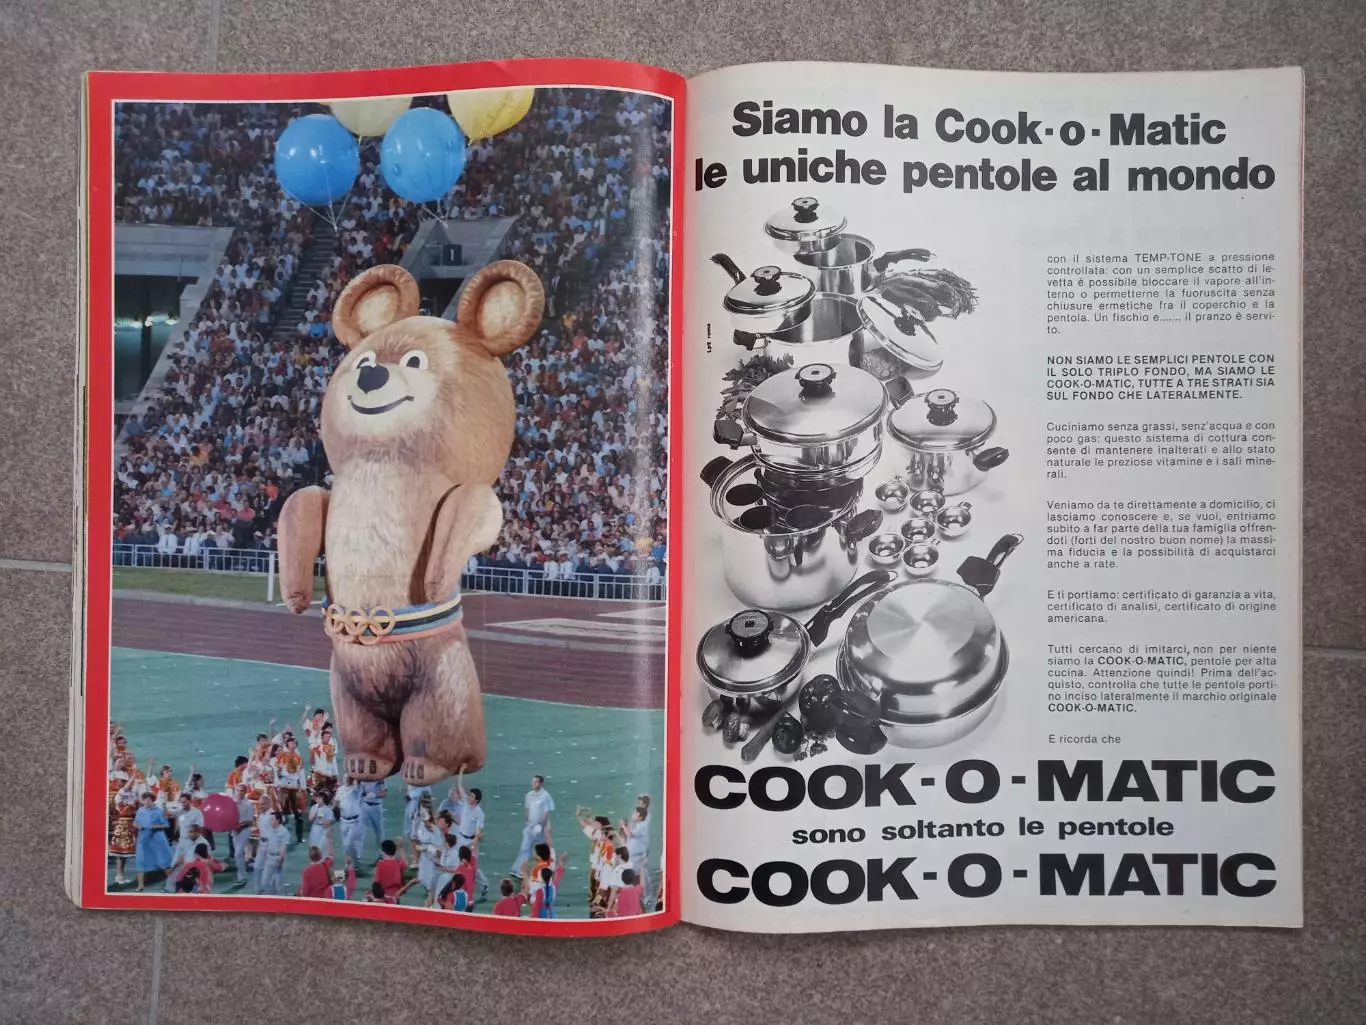 1
Siamo la Cook-o-Matic
le uniche pentole al mondo
Lpt roma
con il sistema TEMP-TONE a pressione
controllata: con un semplice scatto di le-
vetta è possibile bloccare il vapore all'in-
terno o permetterne la fuoruscita senza
chiusure ermetiche fra il coperchio e la
pentola. Un fischio e....... il pranzo è servi-
to.
NON SIAMO LE SEMPLICI PENTOLE CON
IL SOLO TRIPLO FONDO, MA SIAMO LE
COOK-O-MATIC, TUTTE A TRE STRATI SIA
SUL FONDO CHE LATERALMENTE.
Cuciniamo senza grassi, senz'acqua e con
poco gas: questo sistema di cottura con-
sente di mantenere inalterati e allo stato
naturale le preziose vitamine e i sali mine-
rali.
Veniamo da te direttamente a domicilio, ci
lasciamo conoscere e, se vuoi, entriamo
subito a far parte della tua famiglia offren-
doti (forti del nostro buon nome) la massi-
ma fiducia e la possibilità di acquistarci
anche a rate.
E ti portiamo: certificato di garanzia a vita,
certificato di analisi, certificato di origine
americana.
Tutti cercano di imitarci, non per niente
siamo la COOK-O-MATIC, pentole per alta
cucina. Attenzione quindi! Prima dell'ac-
quisto, controlla che tutte le pentole porti-
no inciso lateralmente il marchio originale
COOK-O-MATIC.
E ricorda che
COOK-O-MATIC
sono soltanto le pentole
COOK-O-MATIC